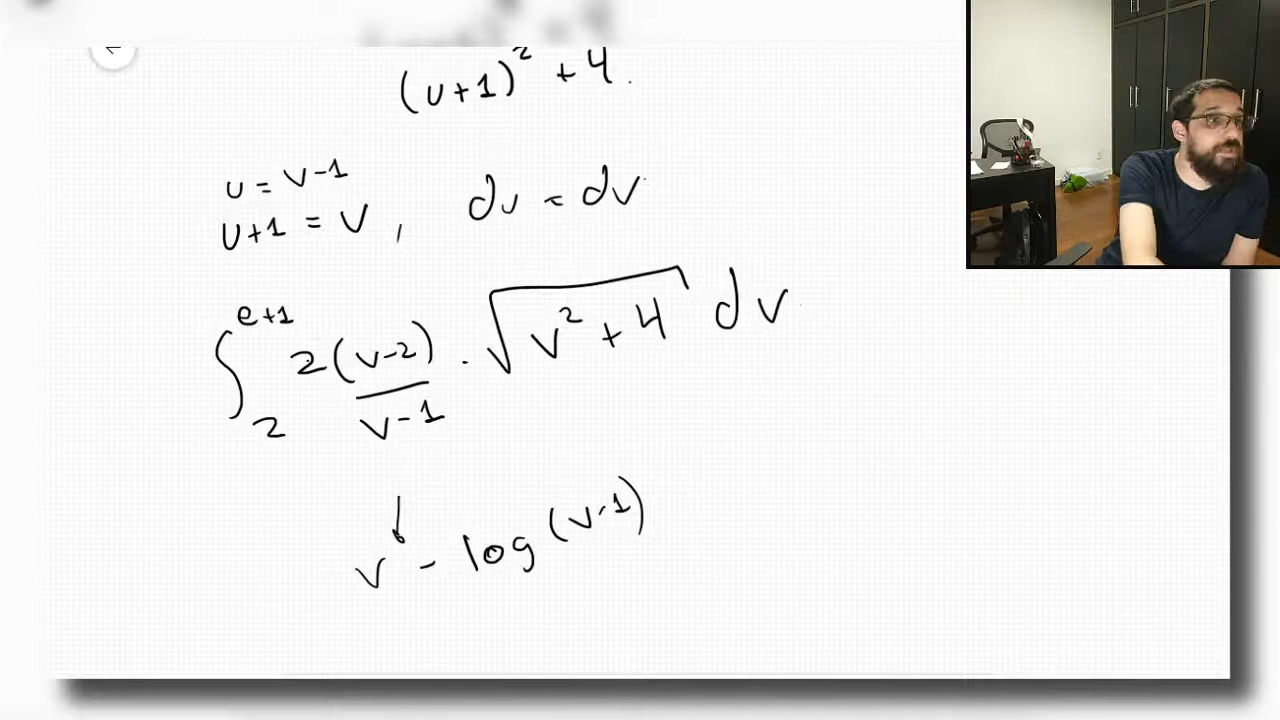 (u+1)² + 4.
u = v-1
u+1 = v , du = dv
∫₂^(e+1) 2(v-2)/(v-1) · √(v² + 4) dv
v - log(v-1)